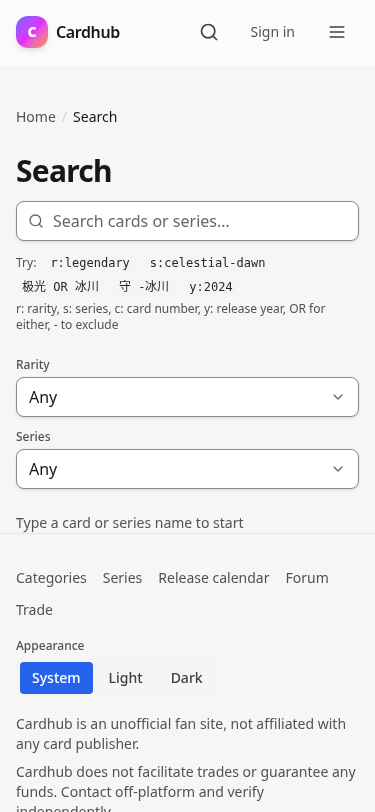 C Cardhub Sign in
Home / Search
Search
Search cards or series...
Try: r:legendary s:celestial-dawn
极光 OR 冰川 守 -冰川 y:2024
r: rarity, s: series, c: card number, y: release year, OR for
either, - to exclude
Rarity
Any
Series
Any
Type a card or series name to start
Categories Series Release calendar Forum
Trade
Appearance
System Light Dark
Cardhub is an unofficial fan site, not affiliated with
any card publisher.
Cardhub does not facilitate trades or guarantee any
funds. Contact off-platform and verify
independently.